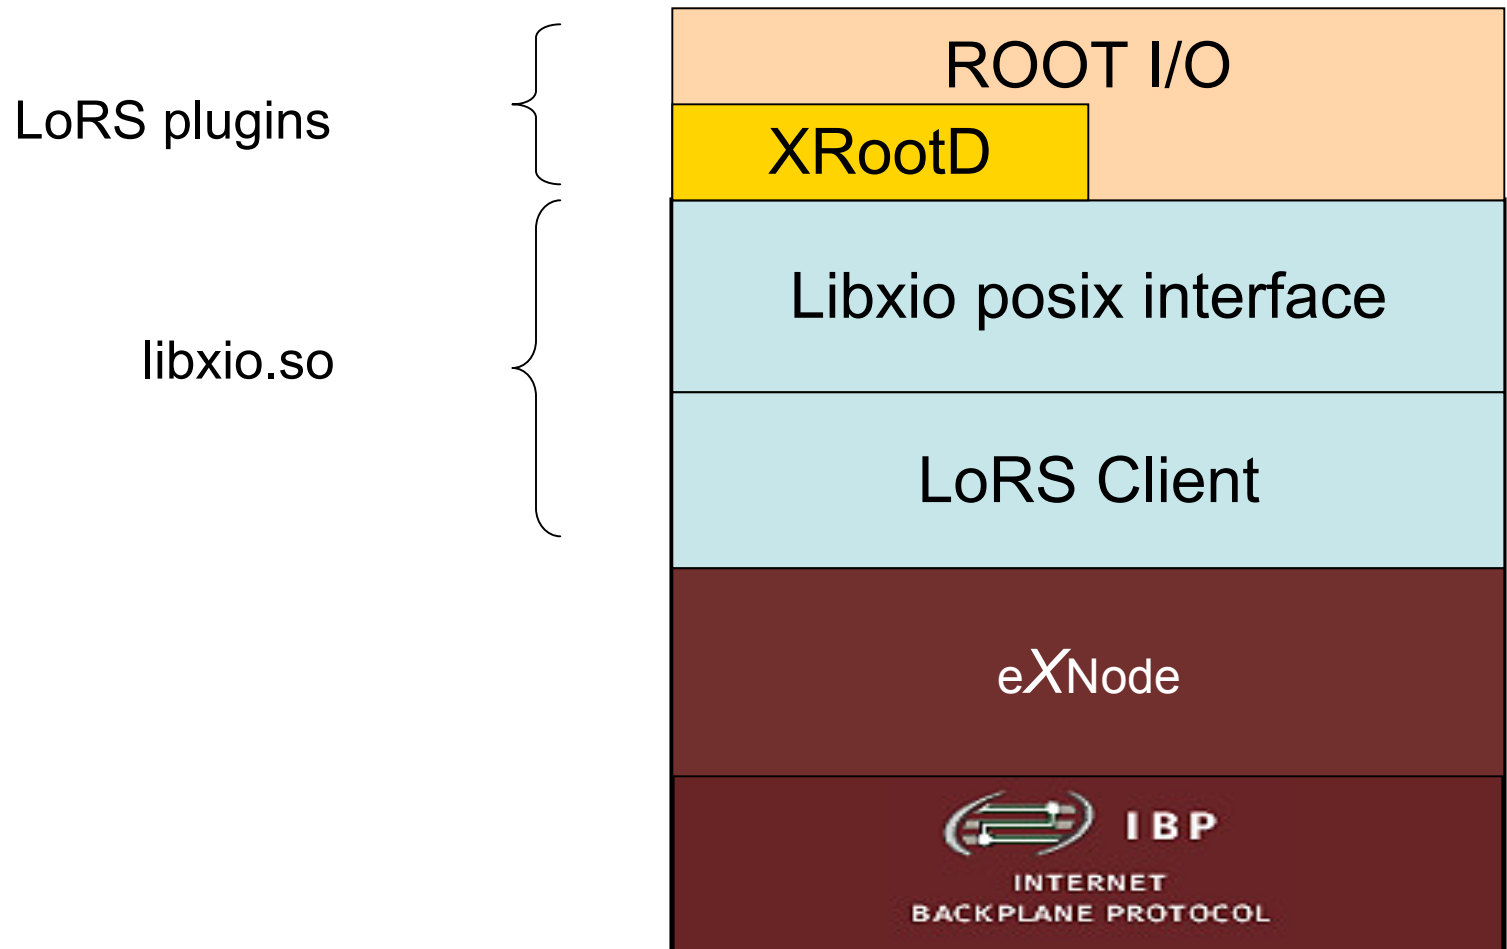 ROOT I/O
LoRS plugins
XRootD
Libxio posix interface
libxio.so
LoRS Client
eXNode
IBP
INTERNET
BACKPLANE PROTOCOL